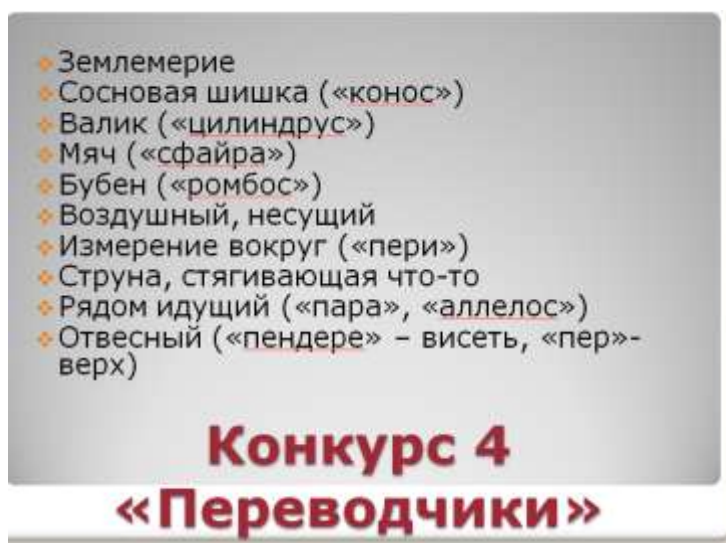 Землемерие
Сосновая шишка («конос»)
Валик («цилиндрус»)
Мяч («сфайра»)
Бубен («ромбос»)
Воздушный, несущий
Измерение вокруг («пери»)
Струна, стягивающая что-то
Рядом идущий («пара», «аллелос»)
Отвесный («пендере» – висеть, «пер»-
верх)
Конкурс 4
«Переводчики»